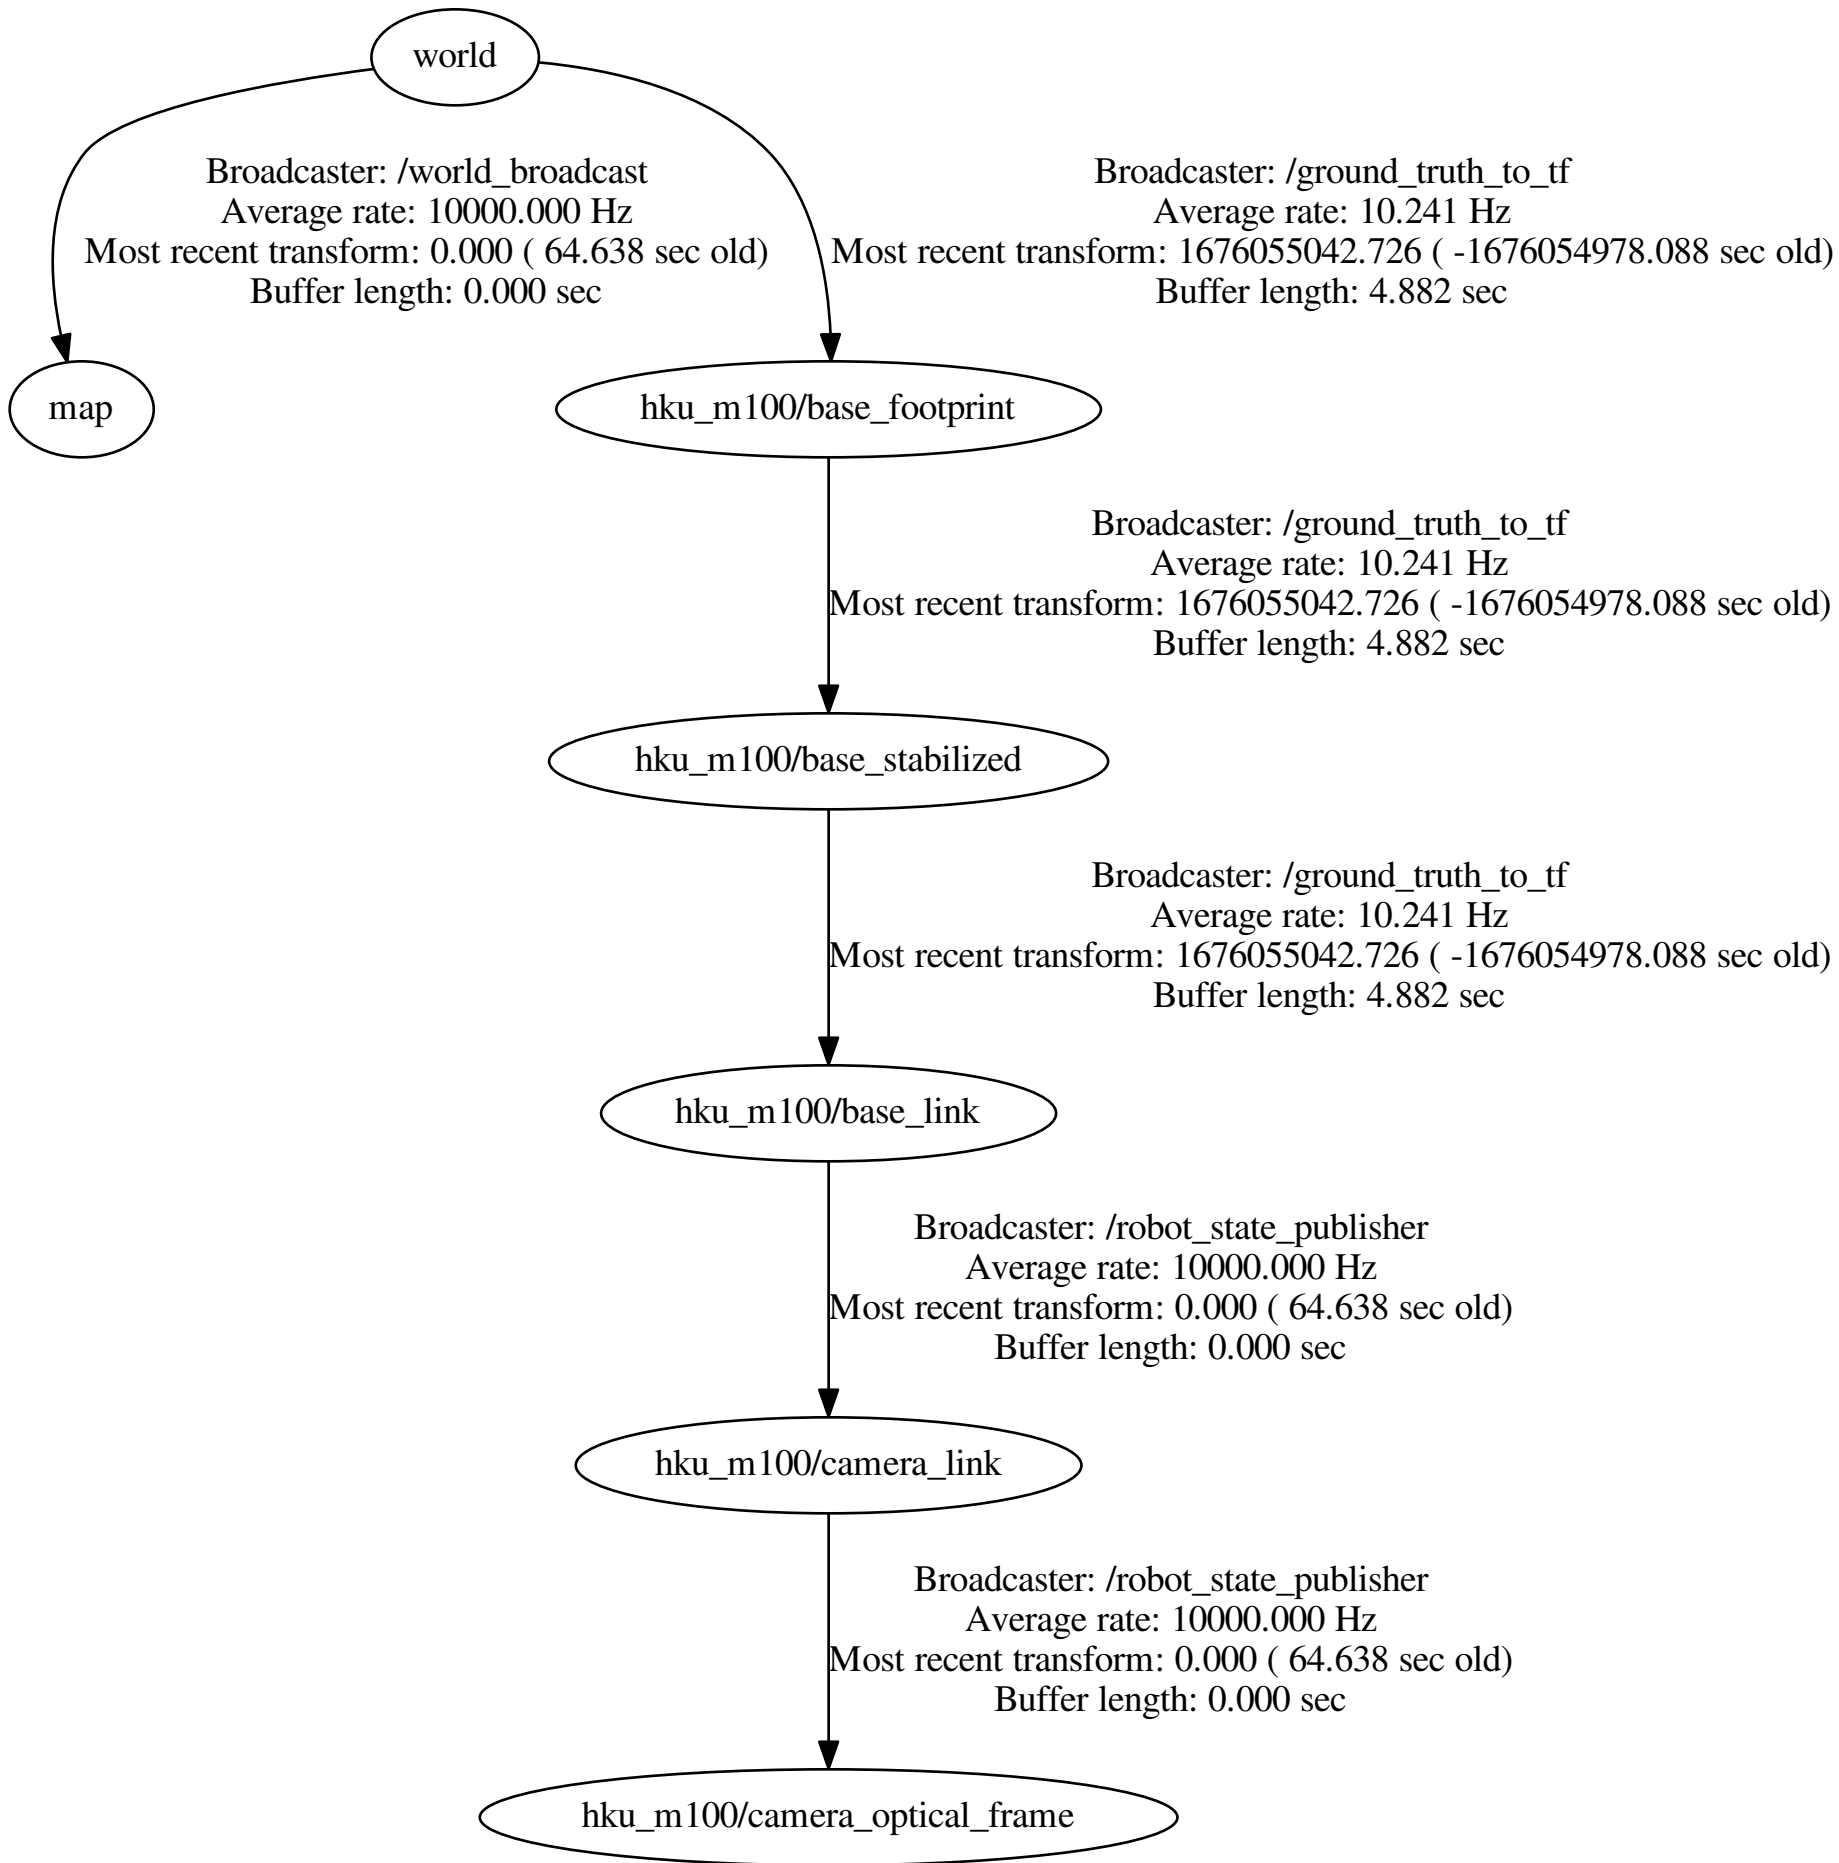 world
Broadcaster: /world_broadcast
Average rate: 10000.000 Hz
Most recent transform: 0.000 ( 64.638 sec old)
Buffer length: 0.000 sec
Broadcaster: /ground_truth_to_tf
Average rate: 10.241 Hz
Most recent transform: 1676055042.726 ( -1676054978.088 sec old)
Buffer length: 4.882 sec
map
hku_m100/base_footprint
Broadcaster: /ground_truth_to_tf
Average rate: 10.241 Hz
Most recent transform: 1676055042.726 ( -1676054978.088 sec old)
Buffer length: 4.882 sec
hku_m100/base_stabilized
Broadcaster: /ground_truth_to_tf
Average rate: 10.241 Hz
Most recent transform: 1676055042.726 ( -1676054978.088 sec old)
Buffer length: 4.882 sec
hku_m100/base_link
Broadcaster: /robot_state_publisher
Average rate: 10000.000 Hz
Most recent transform: 0.000 ( 64.638 sec old)
Buffer length: 0.000 sec
hku_m100/camera_link
Broadcaster: /robot_state_publisher
Average rate: 10000.000 Hz
Most recent transform: 0.000 ( 64.638 sec old)
Buffer length: 0.000 sec
hku_m100/camera_optical_frame